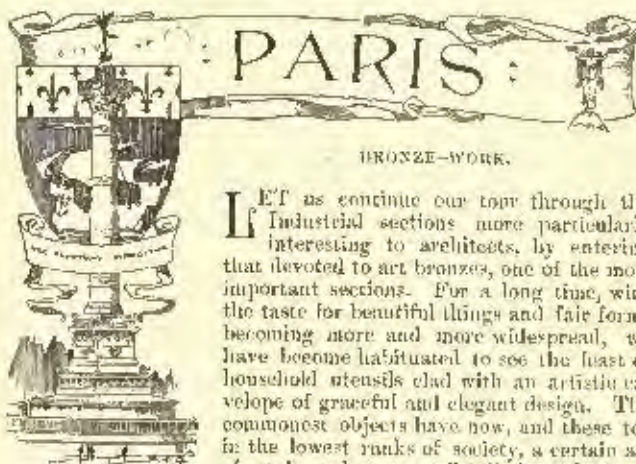 CITY OF
PARIS:
BRONZE-WORK.
LET us continue our tour through th
Industrial sections more particular
interesting to architects, by enterin
that devoted to art bronzes, one of the mo
important sections. For a long time, wi
the taste for beautiful things and fair form
becoming more and more widespread, w
have become habituated to see the least o
household utensils clad with an artistic e
velope of graceful and elegant design. Th
commonest objects have now, and these to
in the lowest ranks of society, a certain a